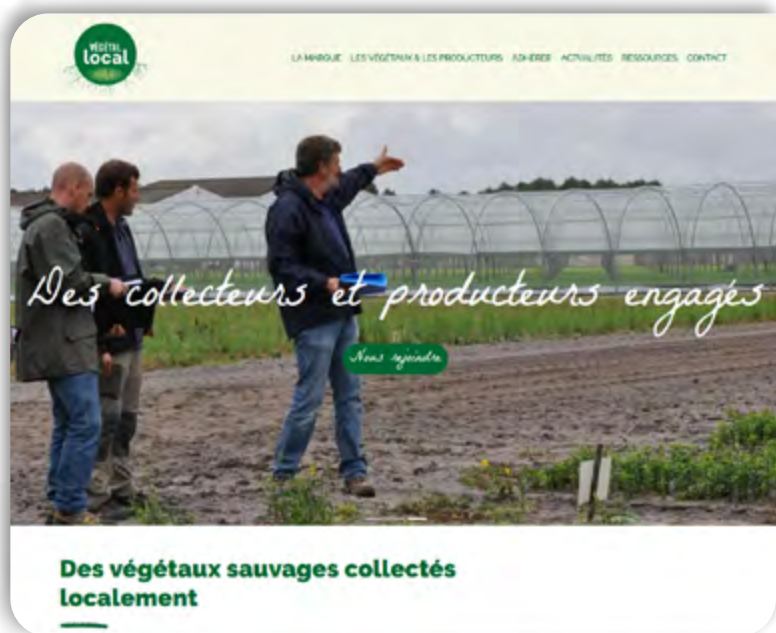 VÉGÉTAL
local
LA MARQUE LES VÉGÉTAUX & LES PRODUCTEURS ADHÉRER ACTUALITÉS RESSOURCES CONTACT
Des collecteurs et producteurs engagés
Nous rejoindre
Des végétaux sauvages collectés
localement